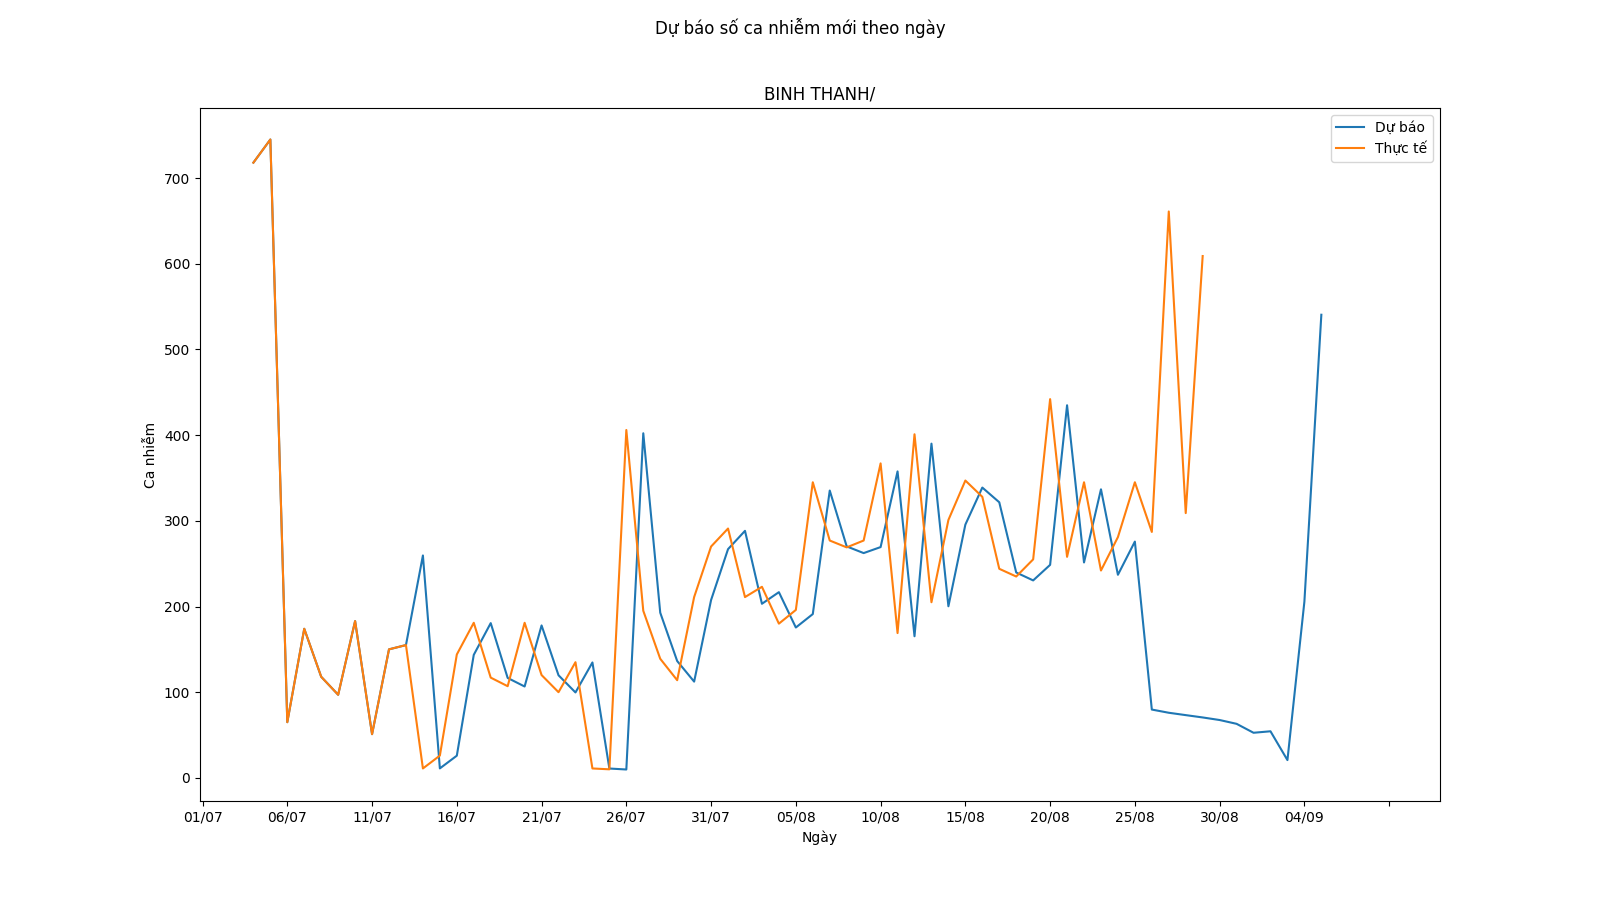 Dự báo số ca nhiễm mới theo ngày
BINH THANH/
Dự báo
Thực tế
700
600
500
400
300
200
100
0
Ca nhiễm
01/07 06/07 11/07 16/07 21/07 26/07 31/07 05/08 10/08 15/08 20/08 25/08 30/08 04/09
Ngày